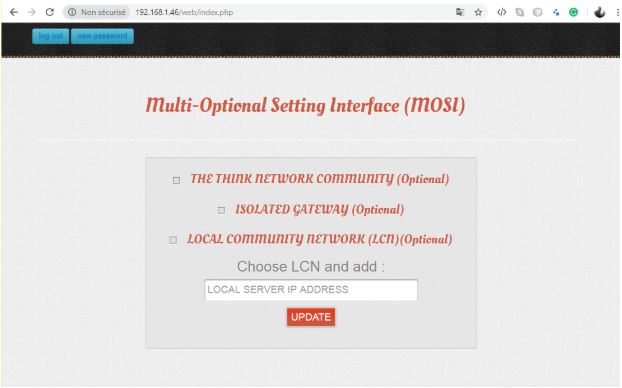 Non sécurisé 192.168.1.46/web/index.php
log out new password
Multi-Optional Setting Interface (MOSI)
THE THINK NETWORK COMMUNITY (Optional)
ISOLATED GATEWAY (Optional)
LOCAL COMMUNITY NETWORK (LCN)(Optional)
Choose LCN and add :
LOCAL SERVER IP ADDRESS
UPDATE